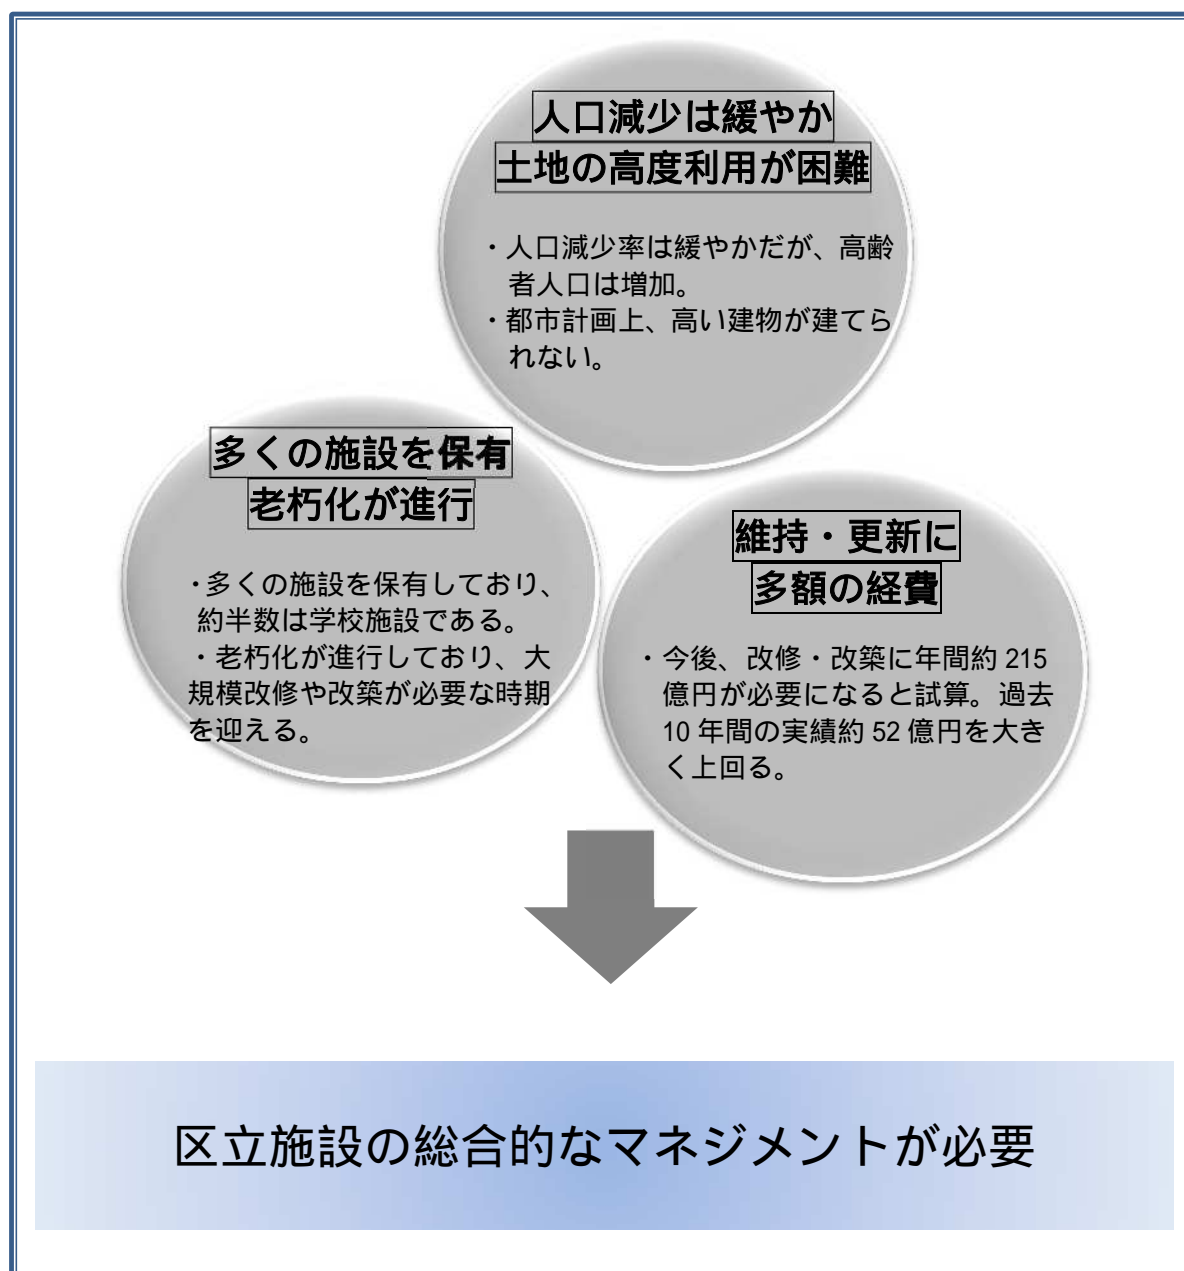 人口減少は緩やか
土地の高度利用が困難
・人口減少率は緩やかだが、高齢
者人口は増加。
・都市計画上、高い建物が建てら
れない。
多くの施設を保有
老朽化が進行
・多くの施設を保有しており、
約半数は学校施設である。
・老朽化が進行しており、大
規模改修や改築が必要な時期
を迎える。
維持・更新に
多額の経費
・今後、改修・改築に年間約 215
億円が必要になると試算。過去
10 年間の実績約 52 億円を大き
く上回る。
区立施設の総合的なマネジメントが必要